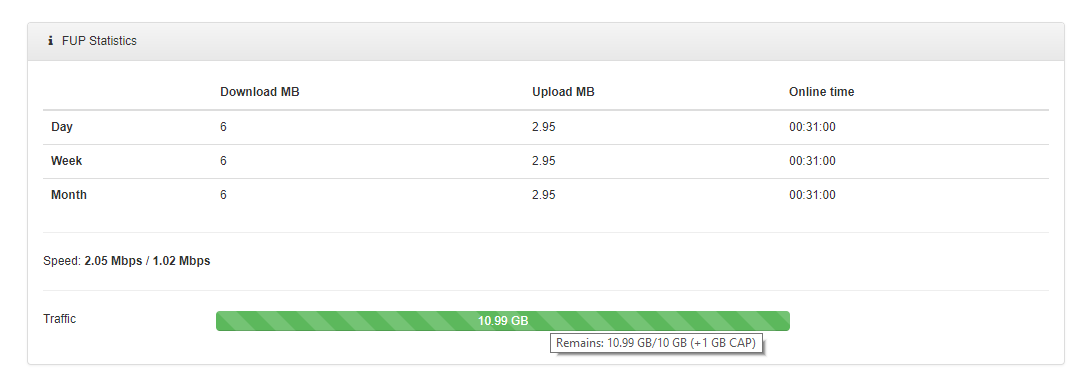 FUP Statistics
Download MB Upload MB Online time
Day 6 2.95 00:31:00
Week 6 2.95 00:31:00
Month 6 2.95 00:31:00
Speed: 2.05 Mbps / 1.02 Mbps
Traffic 10.99 GB
Remains: 10.99 GB/10 GB (+1 GB CAP)